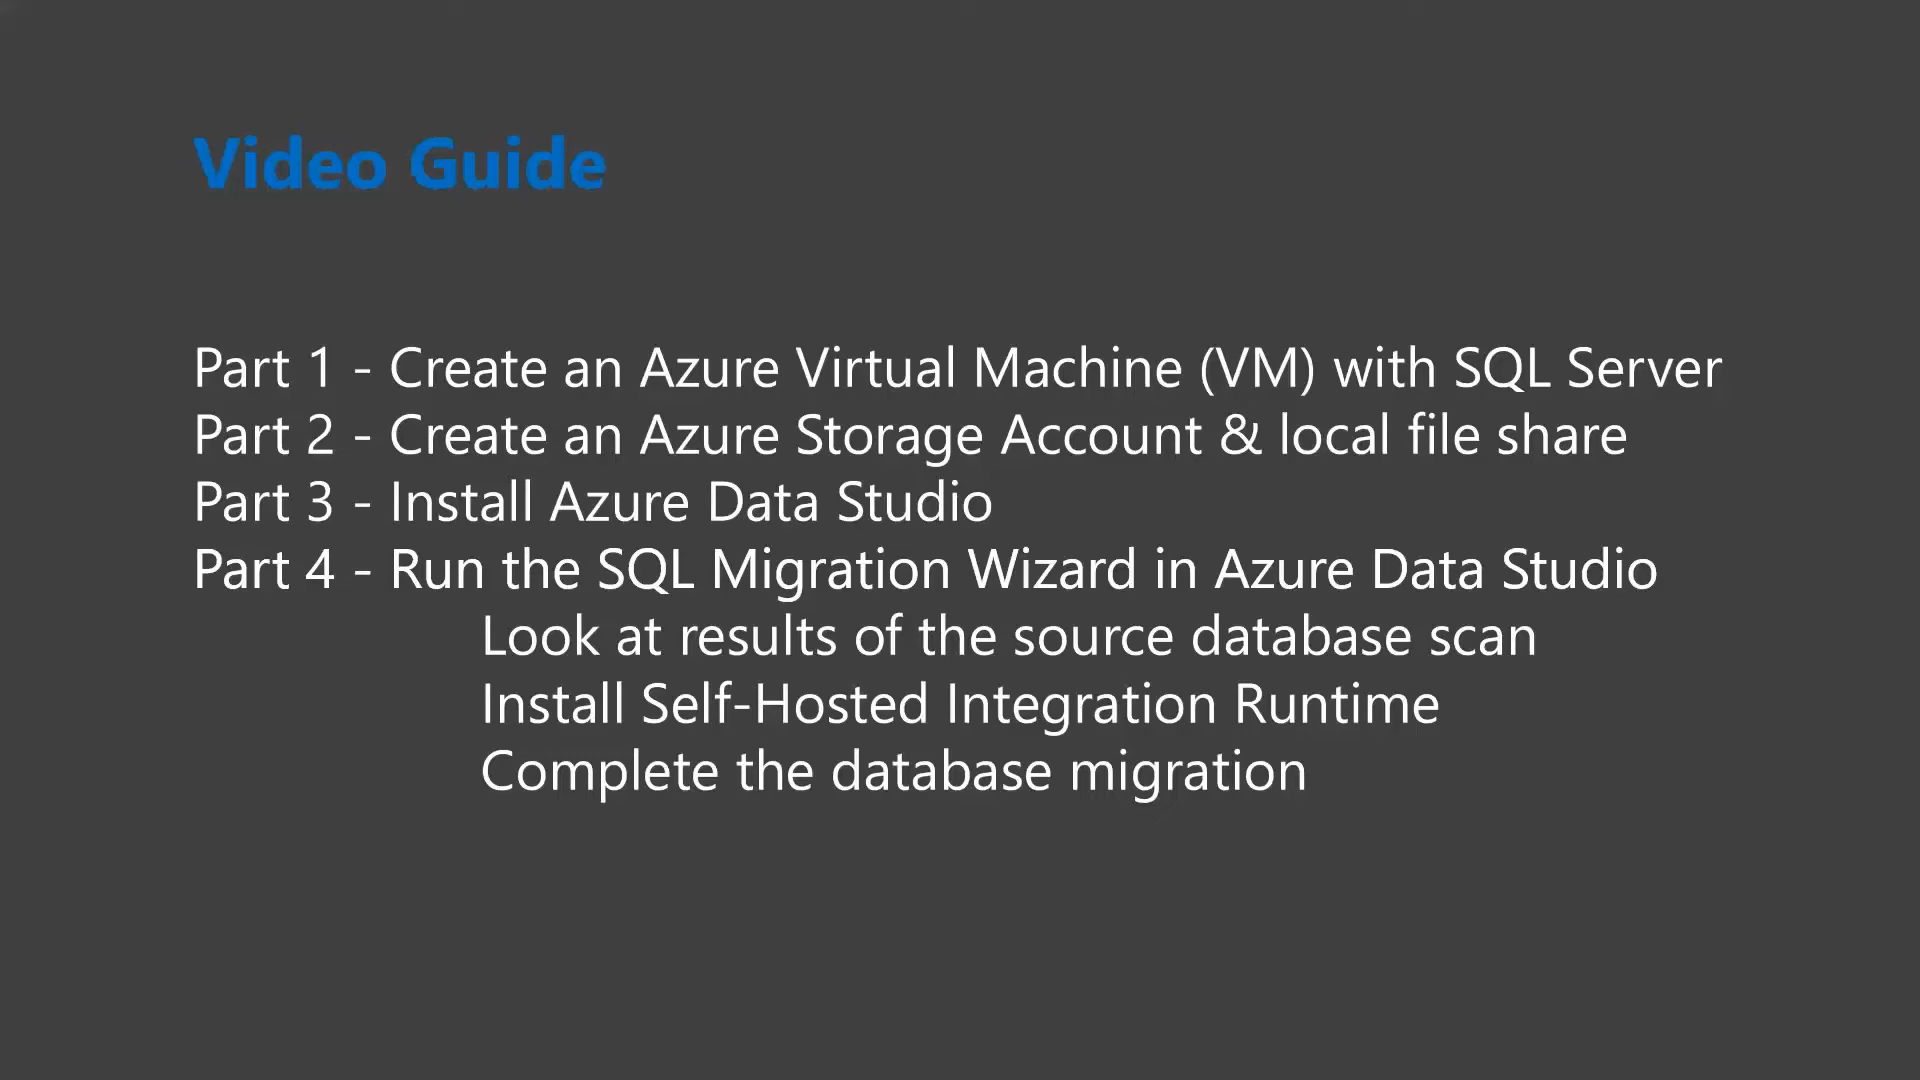 Video Guide
Part 1 - Create an Azure Virtual Machine (VM) with SQL Server
Part 2 - Create an Azure Storage Account & local file share
Part 3 - Install Azure Data Studio
Part 4 - Run the SQL Migration Wizard in Azure Data Studio
Look at results of the source database scan
Install Self-Hosted Integration Runtime
Complete the database migration